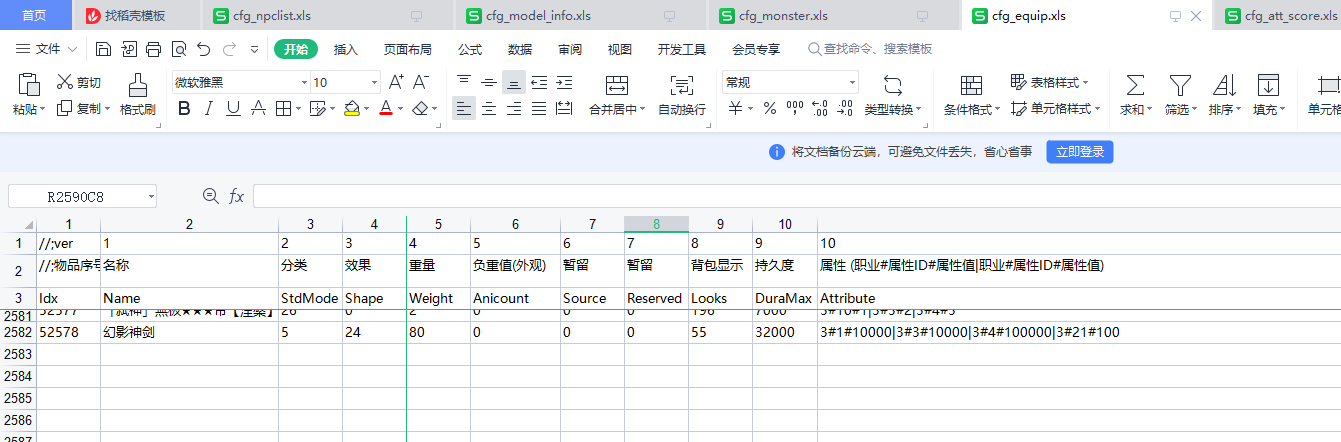 首页 找稻壳模板 cfg_npclist.xls cfg_model_info.xls cfg_monster.xls cfg_equip.xls cfg_att_score.xls
文件 开始 插入 页面布局 公式 数据 审阅 视图 开发工具 会员专享 查找命令、搜索模板
剪切 微软雅黑 10 A+ A- 常规 表格样式
粘贴 复制 格式刷 B I U A 合并居中 自动换行 类型转换 条件格式 单元格样式 求和 筛选 排序 填充 单元格
将文档备份云端，可避免文件丢失，省心省事 立即登录
R2590C8 fx
1 2 3 4 5 6 7 8 9 10
1 //;ver 1 2 3 4 5 6 7 8 9 10
2 //;物品序号 名称 分类 效果 重量 负重值(外观) 暂留 暂留 背包显示 持久度 属性 (职业#属性ID#属性值|职业#属性ID#属性值)
3 Idx Name StdMode Shape Weight Anicount Source Reserved Looks DuraMax Attribute
2581 52577 26 0 2 0 0 0 196 7000 3#10#1|3#3#2|3#4#5
2582 52578 幻影神剑 5 24 80 0 0 0 55 32000 3#1#10000|3#3#10000|3#4#100000|3#21#100
2583
2584
2585
2586
2587